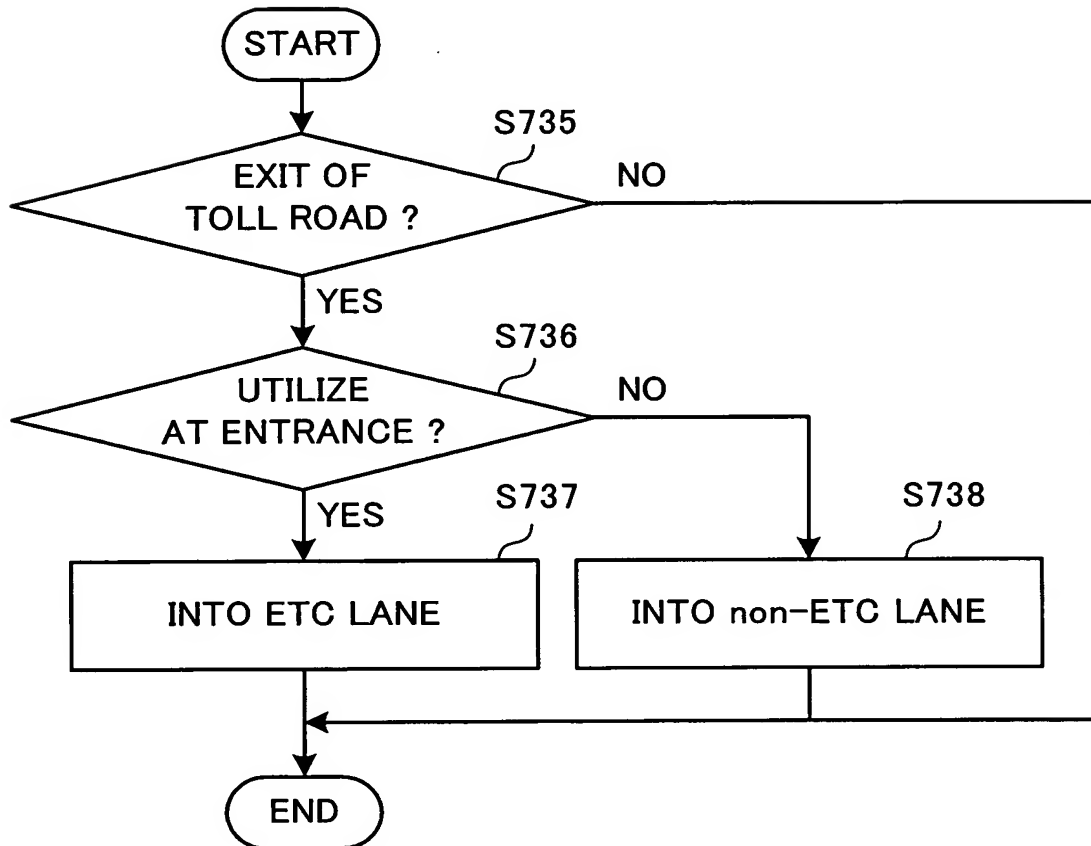 START
S735
EXIT OF
TOLL ROAD ?
NO
YES
S736
UTILIZE
AT ENTRANCE ?
NO
YES
S737
S738
INTO ETC LANE
INTO non-ETC LANE
END